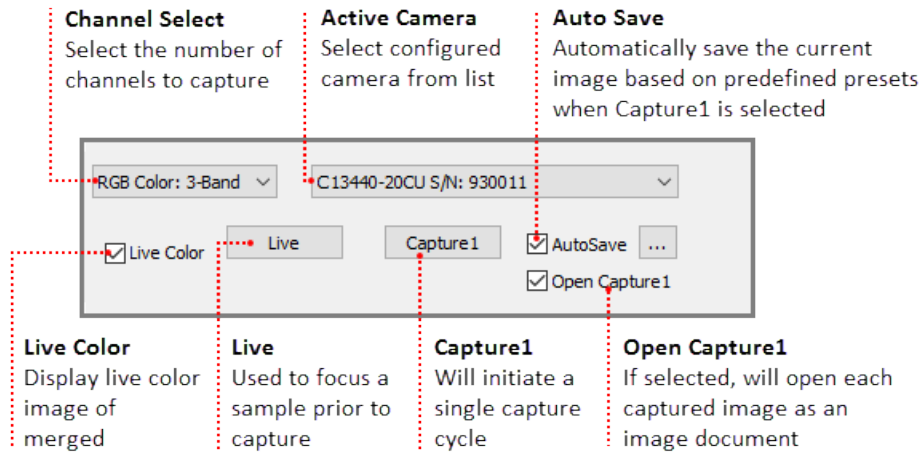 Channel Select
Select the number of
channels to capture
Active Camera
Select configured
camera from list
Auto Save
Automatically save the current
image based on predefined presets
when Capture1 is selected
RGB Color: 3-Band
C13440-20CU S/N: 930011
Live Color
Live
Capture1
AutoSave
...
Open Capture1
Live Color
Display live color
image of
merged
Live
Used to focus a
sample prior to
capture
Capture1
Will initiate a
single capture
cycle
Open Capture1
If selected, will open each
captured image as an
image document